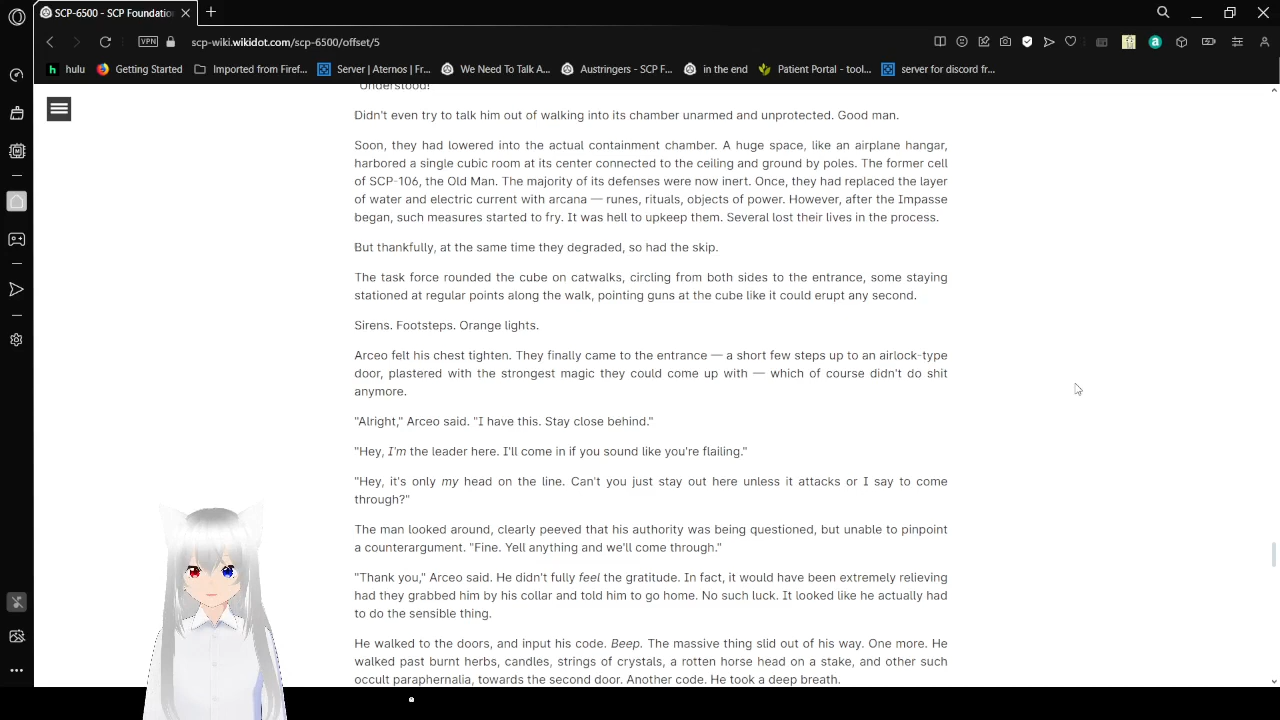 SCP-6500 - SCP Foundatio
scp-wiki.wikidot.com/scp-6500/offset/5
VPN
hulu
Getting Started
Imported from Firef...
Server | Aternos | Fr...
We Need To Talk A...
Austringers - SCP F...
in the end
Patient Portal - tool...
server for discord fr...
"Understood!"
Didn't even try to talk him out of walking into its chamber unarmed and unprotected. Good man.
Soon, they had lowered into the actual containment chamber. A huge space, like an airplane hangar,
harbored a single cubic room at its center connected to the ceiling and ground by poles. The former cell
of SCP-106, the Old Man. The majority of its defenses were now inert. Once, they had replaced the layer
of water and electric current with arcana — runes, rituals, objects of power. However, after the Impasse
began, such measures started to fry. It was hell to upkeep them. Several lost their lives in the process.
But thankfully, at the same time they degraded, so had the skip.
The task force rounded the cube on catwalks, circling from both sides to the entrance, some staying
stationed at regular points along the walk, pointing guns at the cube like it could erupt any second.
Sirens. Footsteps. Orange lights.
Arceo felt his chest tighten. They finally came to the entrance — a short few steps up to an airlock-type
door, plastered with the strongest magic they could come up with — which of course didn't do shit
anymore.
"Alright," Arceo said. "I have this. Stay close behind."
"Hey, I'm the leader here. I'll come in if you sound like you're flailing."
"Hey, it's only my head on the line. Can't you just stay out here unless it attacks or I say to come
through?"
The man looked around, clearly peeved that his authority was being questioned, but unable to pinpoint
a counterargument. "Fine. Yell anything and we'll come through."
"Thank you," Arceo said. He didn't fully feel the gratitude. In fact, it would have been extremely relieving
had they grabbed him by his collar and told him to go home. No such luck. It looked like he actually had
to do the sensible thing.
He walked to the doors, and input his code. Beep. The massive thing slid out of his way. One more. He
walked past burnt herbs, candles, strings of crystals, a rotten horse head on a stake, and other such
occult paraphernalia, towards the second door. Another code. He took a deep breath.